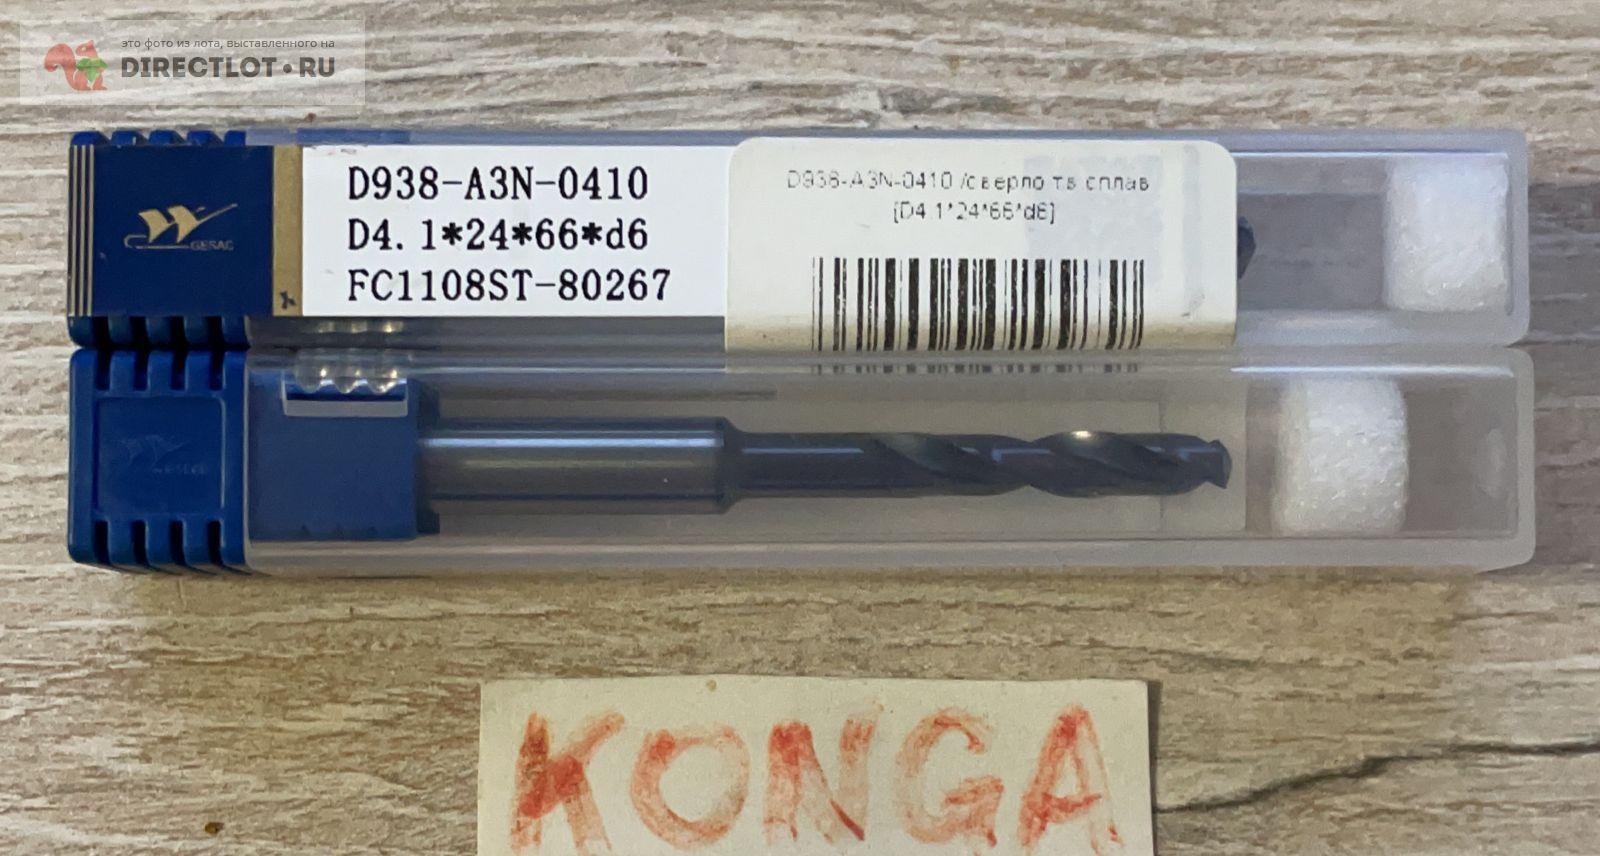 это фото из лота, выставленного на
DIRECTLOT•RU
GESAC
D938-A3N-0410
D4.1*24*66*d6
FC1108ST-80267
D938-A3N-0410 /сверло тв сплав
[D4.1*24*66*d6]
KONGA